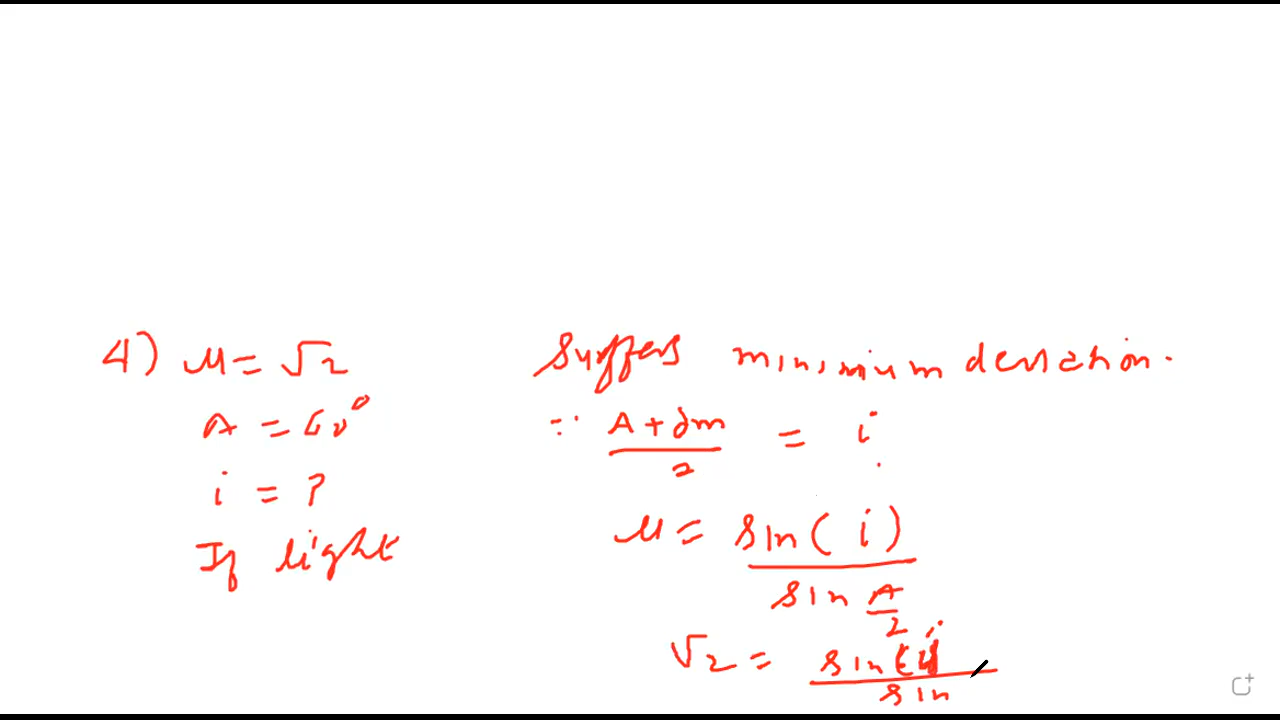 4) μ = √2
A = 60°
i = ?
If light
suffers minimum deviation.
∵ A + δm / 2 = i
μ = sin( i ) / sin A/2
√2 = sin i / sin